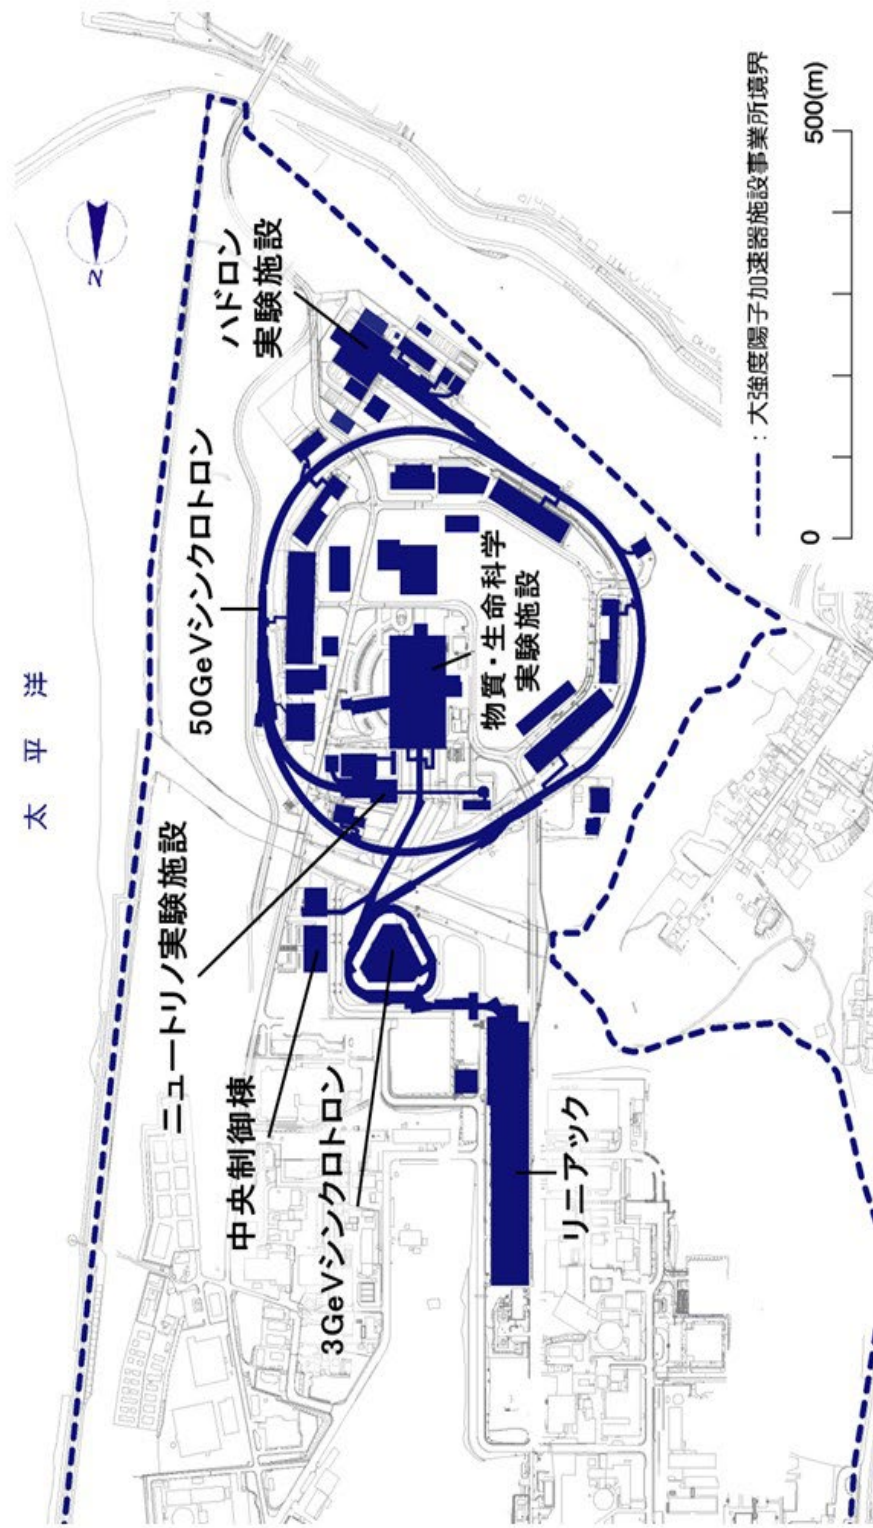 太平洋
N
ハドロン
実験施設
50GeVシンクロトロン
物質・生命科学
実験施設
ニュートリノ実験施設
中央制御棟
3GeVシンクロトロン
リニアック
：大強度陽子加速器施設事業所境界
0
500(m)